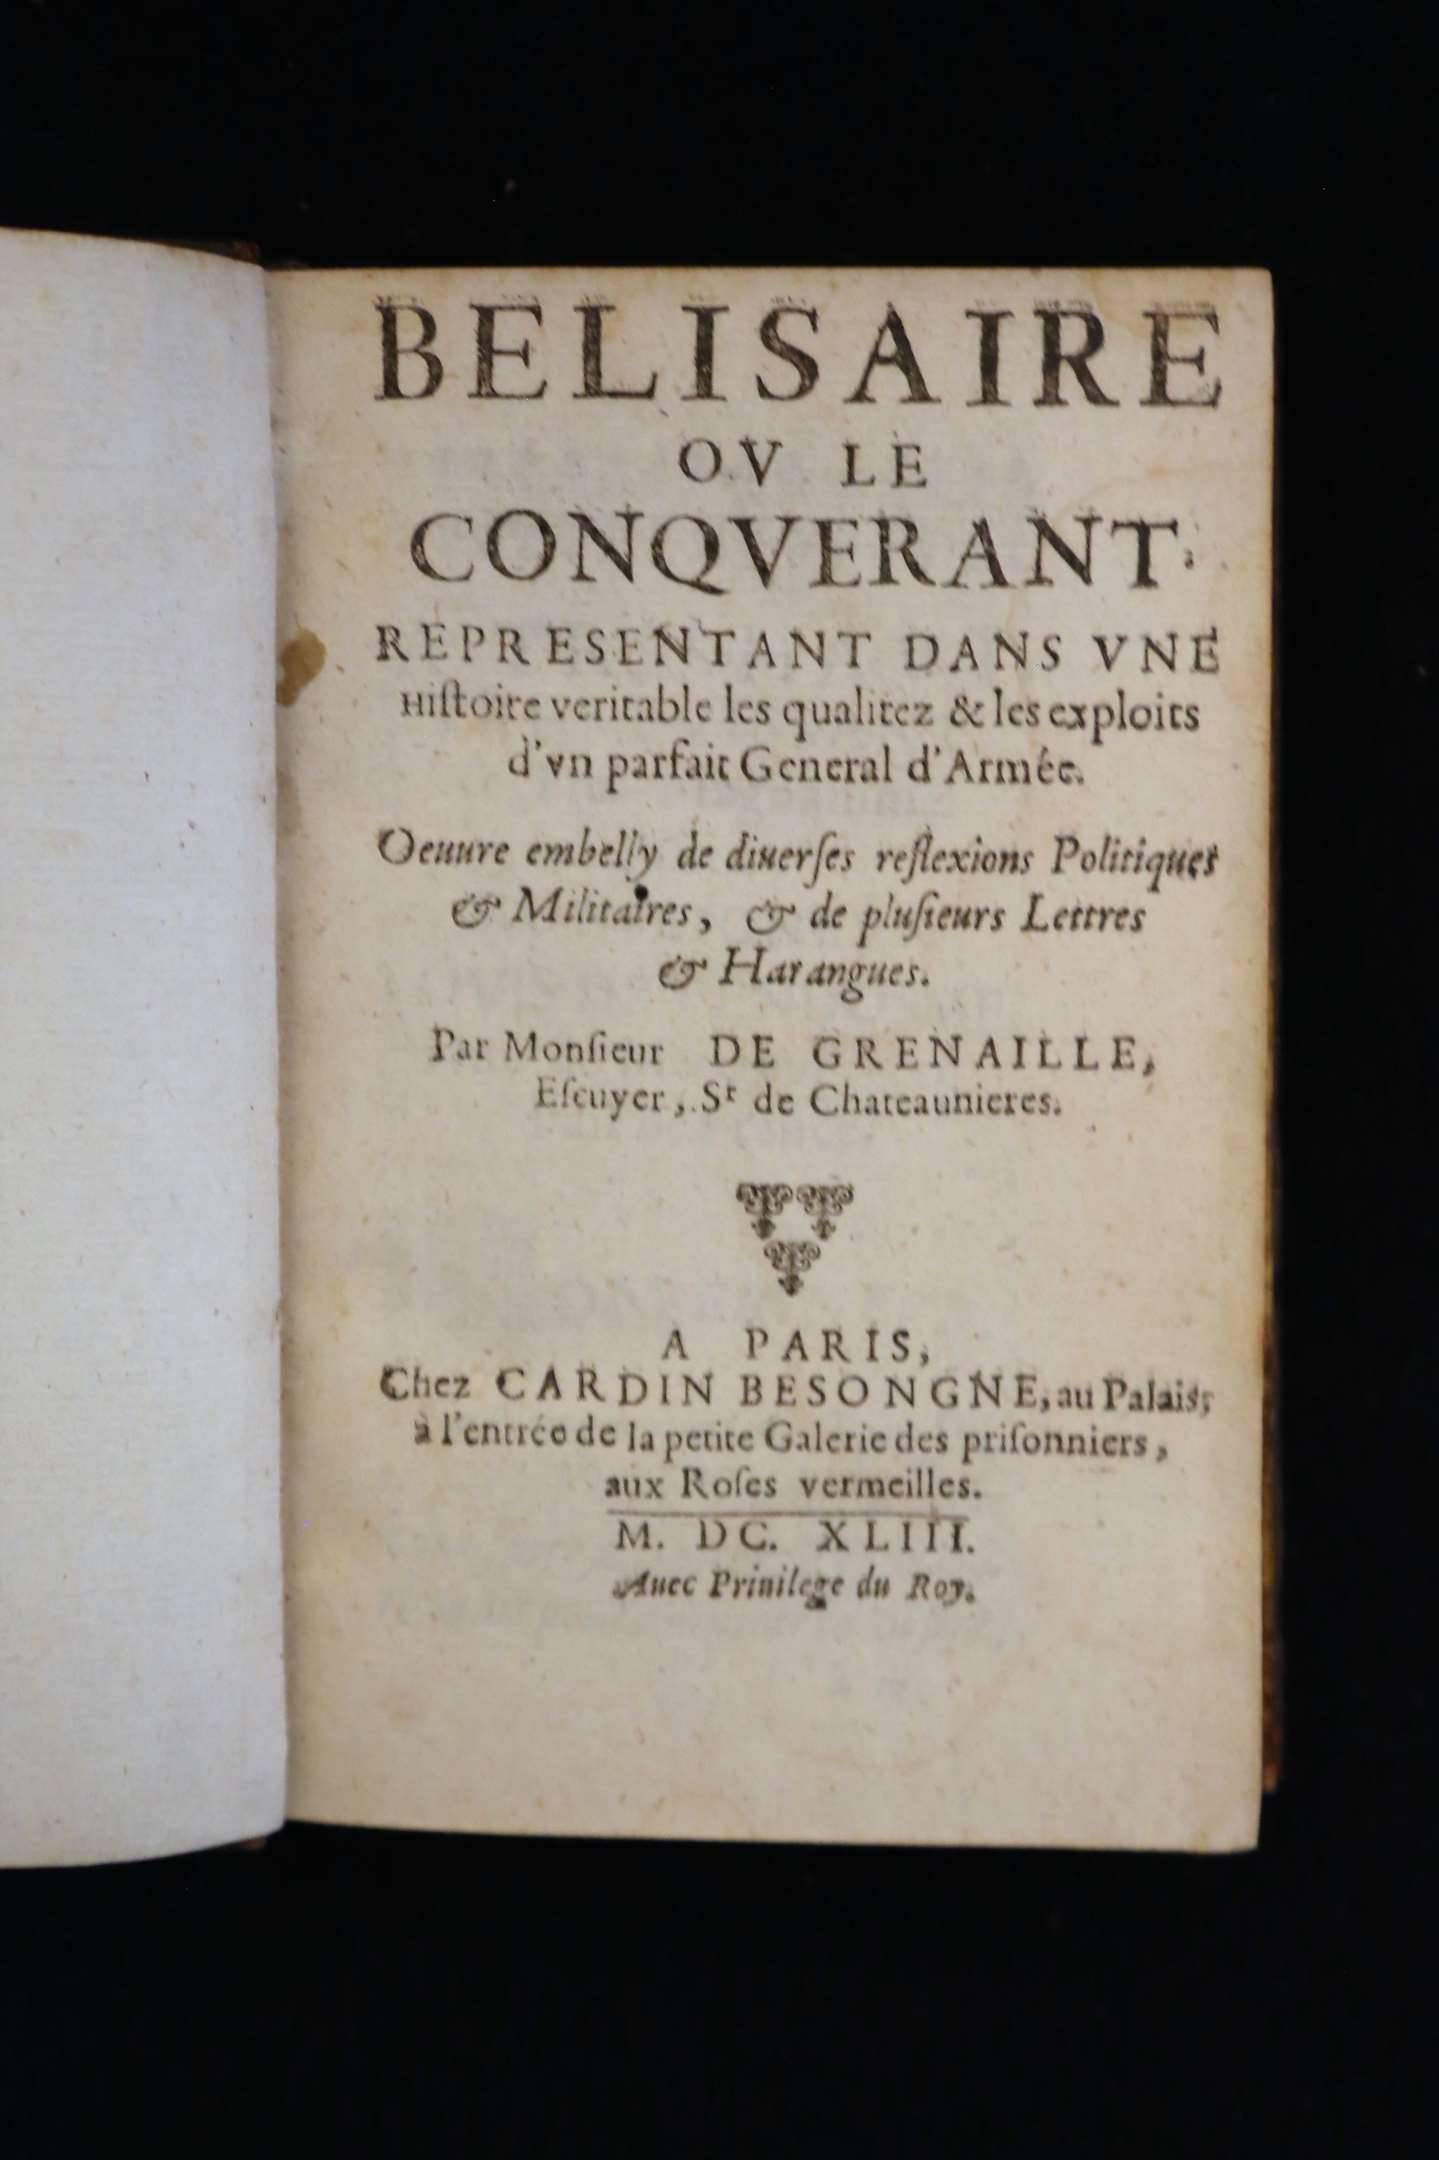 BELISAIRE
OV LE
CONQVERANT,
REPRESENTANT DANS VNE
Hiſtoire veritable les qualitez & les exploits
d'vn parfait General d'Armée.
Oeuure embelly de diuerſes reflexions Politiques
& Militaires, & de pluſieurs Lettres
& Harangues.
Par Monſieur DE GRENAILLE,
Eſcuyer, Sr de Chateaunieres.
A PARIS,
Chez CARDIN BESONGNE, au Palais,
à l'entrée de la petite Galerie des priſonniers,
aux Roſes vermeilles.
M. DC. XLIII.
Auec Priuilege du Roy.